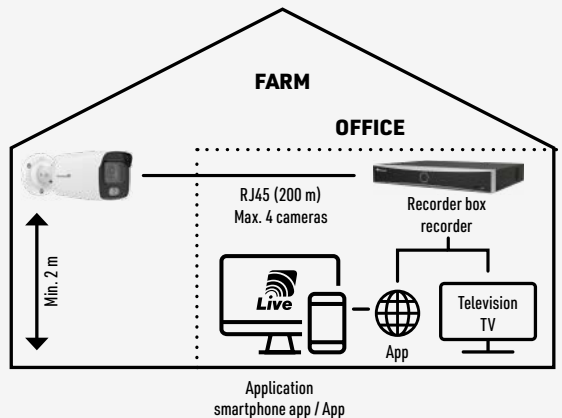 FARM
OFFICE
RJ45 (200 m)
Max. 4 cameras
Recorder box
recorder
Min. 2 m
Live
App
Television
TV
Application
smartphone app / App